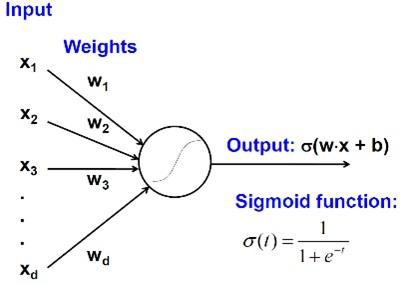 Input
Weights
x1
w1
x2
w2
Output: σ(w·x + b)
x3
w3
.
.
.
Sigmoid function:
σ(t) = 1 / (1 + e^-t)
wd
xd